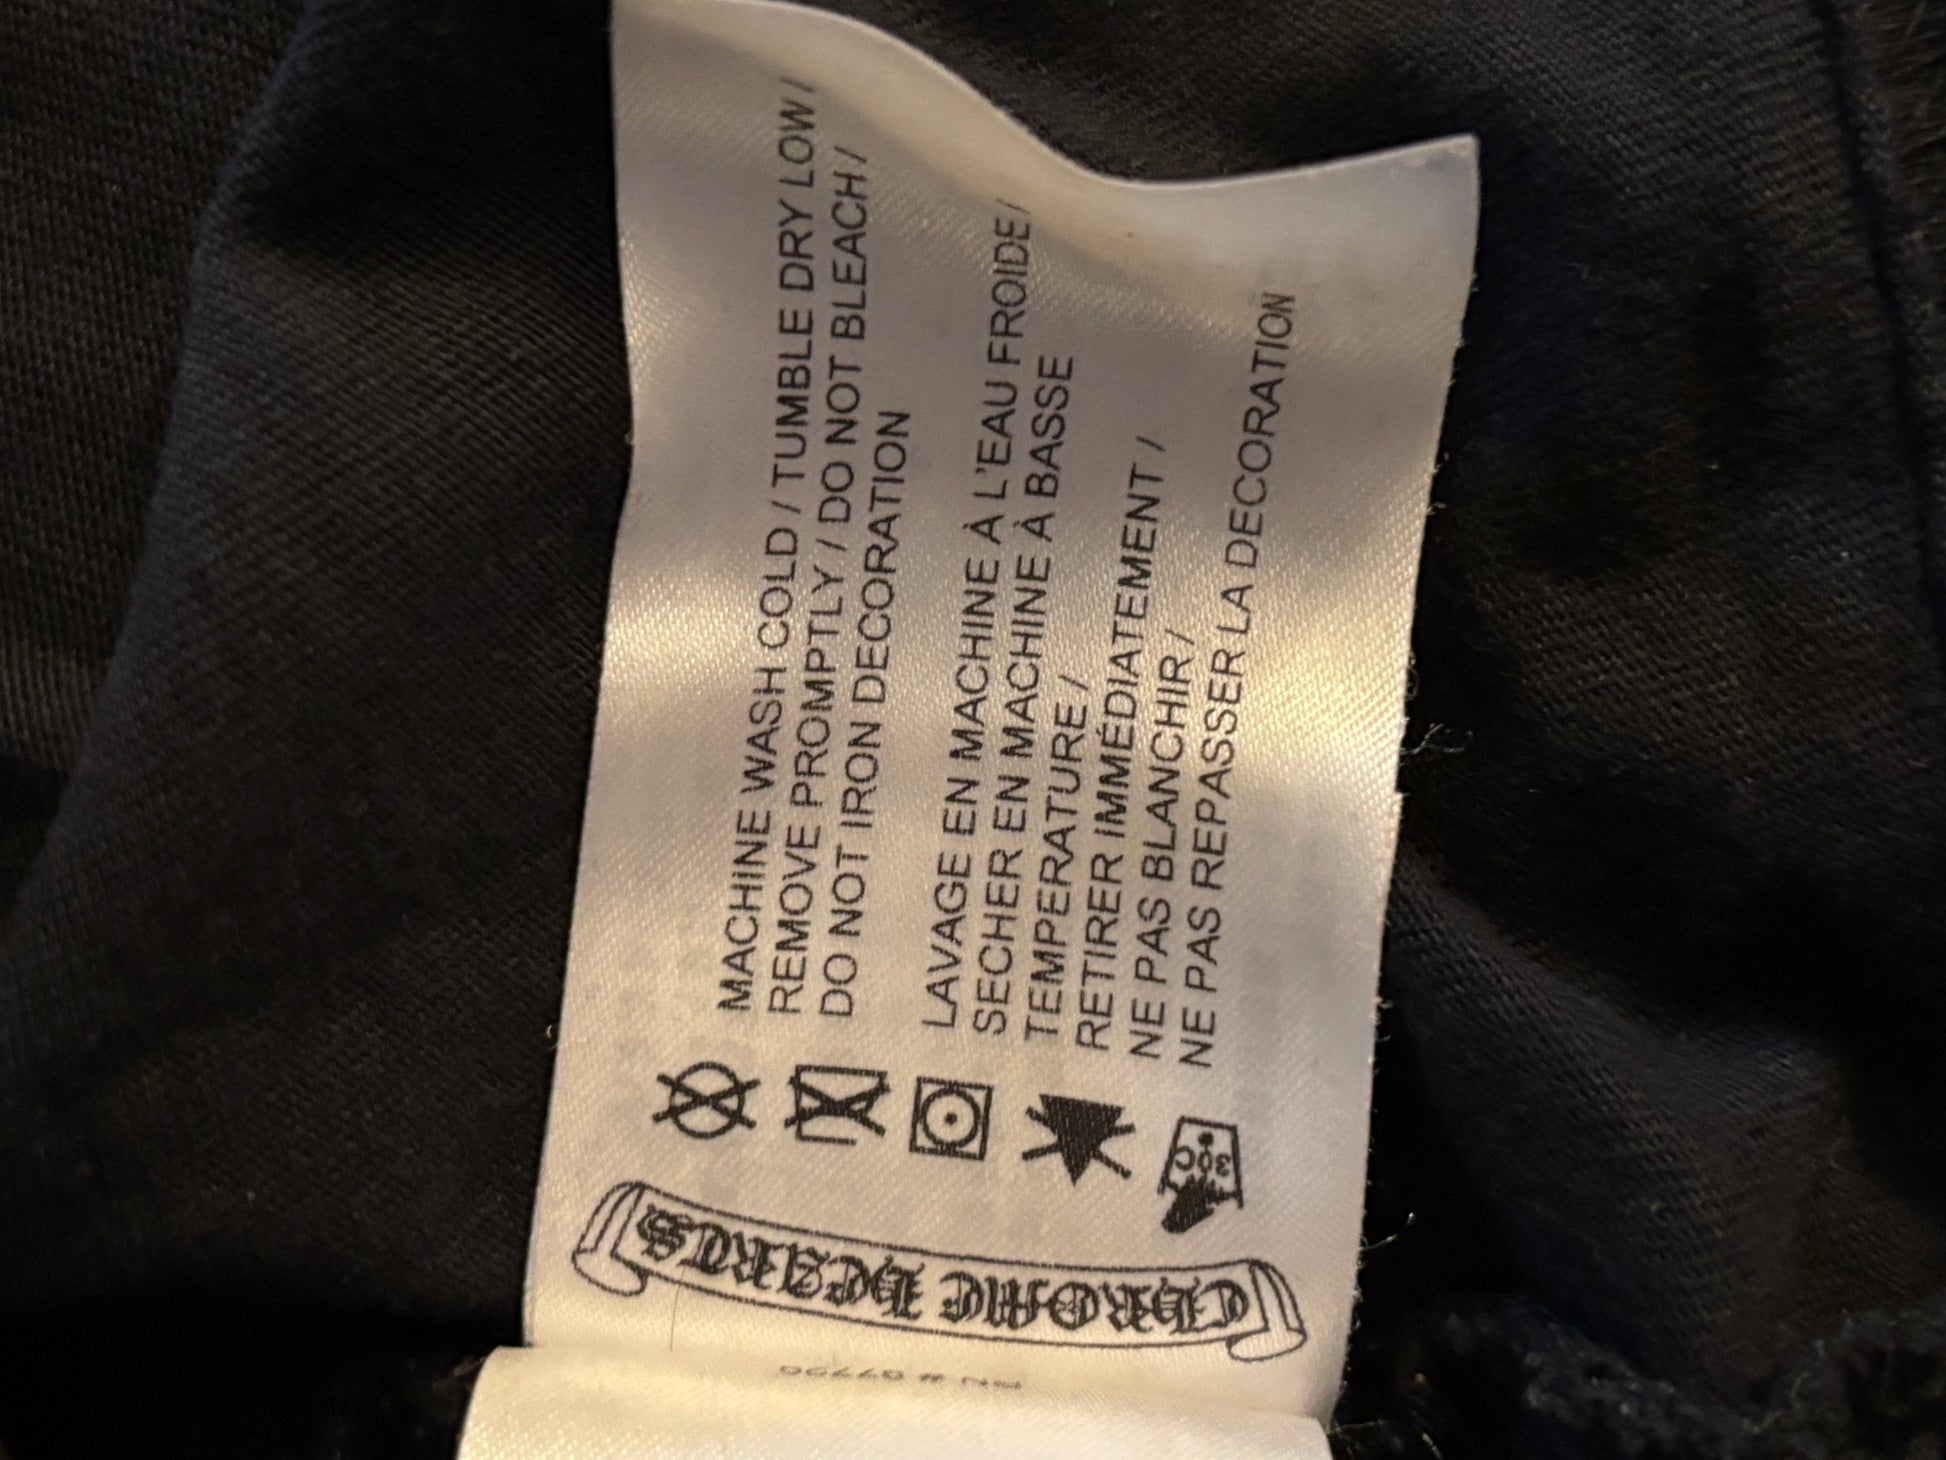 MACHINE WASH COLD / TUMBLE DRY LOW /
REMOVE PROMPTLY / DO NOT BLEACH /
DO NOT IRON DECORATION
LAVAGE EN MACHINE À L'EAU FROIDE /
SECHER EN MACHINE À BASSE
TEMPERATURE /
RETIRER IMMÉDIATEMENT /
NE PAS BLANCHIR /
NE PAS REPASSER LA DECORATION
30C
CHROME HEARTS
RN #